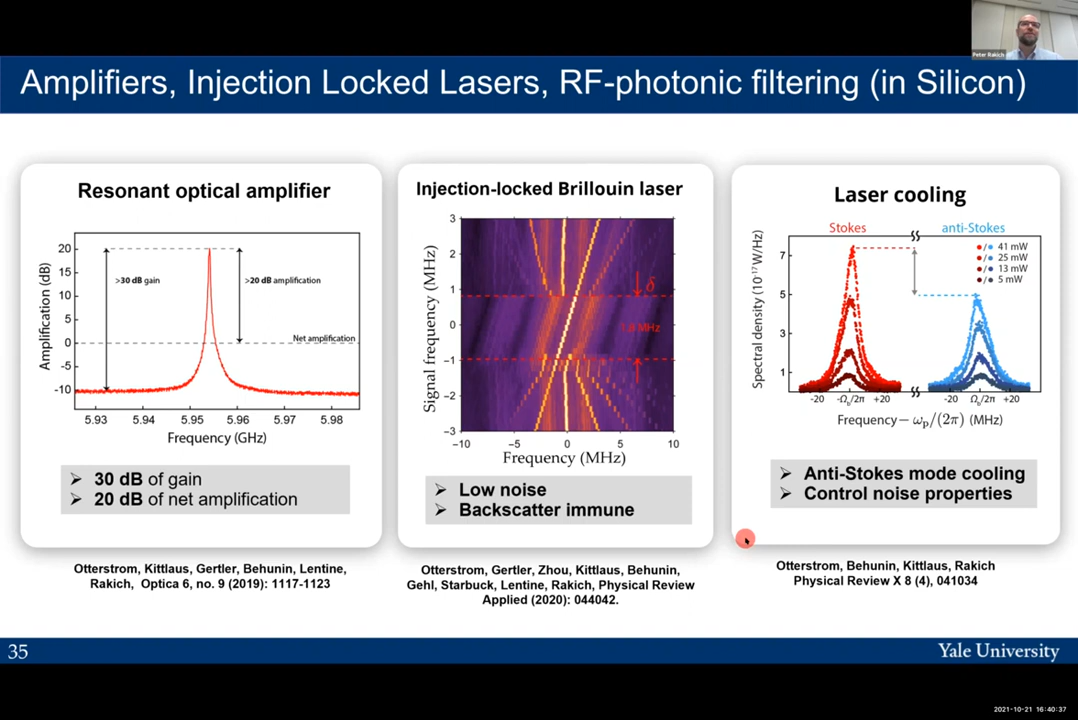 Peter Rakich
Amplifiers, Injection Locked Lasers, RF-photonic filtering (in Silicon)
Resonant optical amplifier
20
15
10
5
0
-5
-10
Amplification (dB)
>30 dB gain
>20 dB amplification
Net amplification
5.93
5.94
5.95
5.96
5.97
5.98
Frequency (GHz)
➢ 30 dB of gain
➢ 20 dB of net amplification
Otterstrom, Kittlaus, Gertler, Behunin, Lentine,
Rakich, Optica 6, no. 9 (2019): 1117-1123
Injection-locked Brillouin laser
3
2
1
0
-1
-2
-3
Signal frequency (MHz)
δ
1.8 MHz
-10
-5
0
5
10
Frequency (MHz)
➢ Low noise
➢ Backscatter immune
Otterstrom, Gertler, Zhou, Kittlaus, Behunin,
Gehl, Starbuck, Lentine, Rakich, Physical Review
Applied (2020): 044042.
Laser cooling
Stokes
anti-Stokes
7
5
3
1
Spectral density (10⁻¹⁷W/Hz)
41 mW
25 mW
13 mW
5 mW
-20
-Ω_b/2π
+20
-20
Ω_b/2π
+20
Frequency − ω_p/(2π) (MHz)
➢ Anti-Stokes mode cooling
➢ Control noise properties
Otterstrom, Behunin, Kittlaus, Rakich
Physical Review X 8 (4), 041034
35
Yale University
2021-10-21 16:40:37